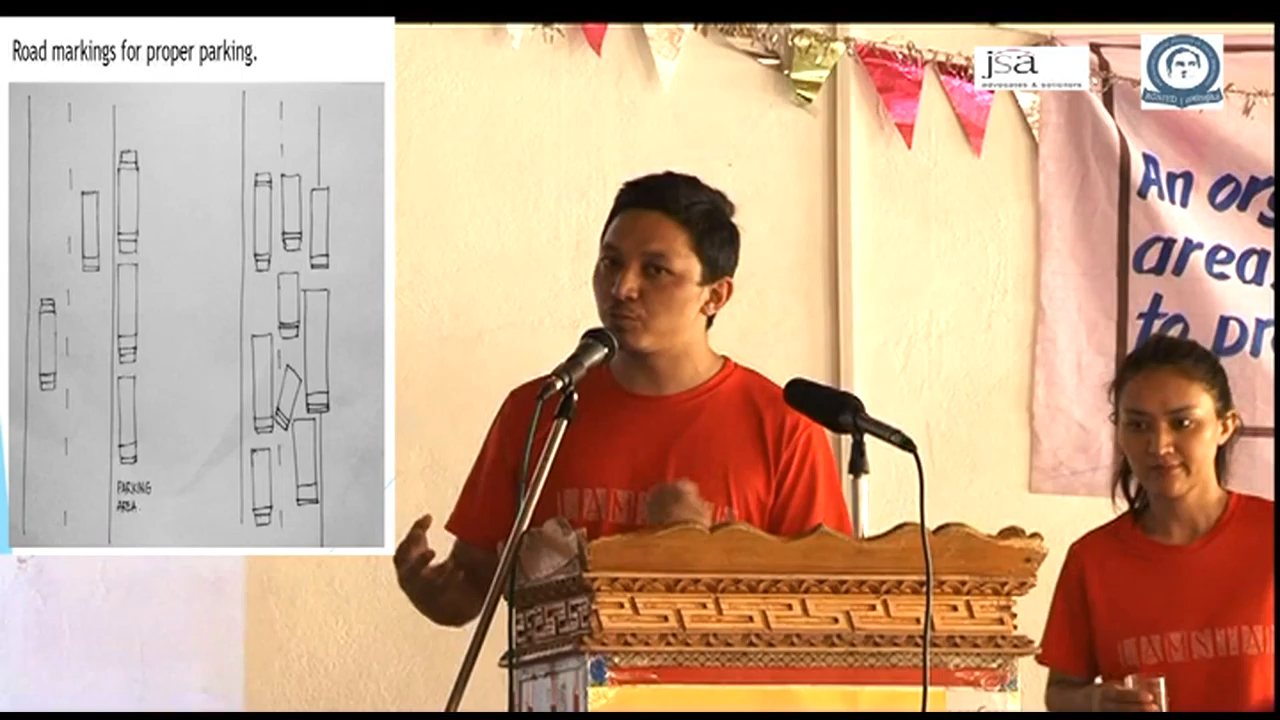 Road markings for proper parking.
PARKING
AREA.
jsa
advocates & solicitors
An org
area
to pr